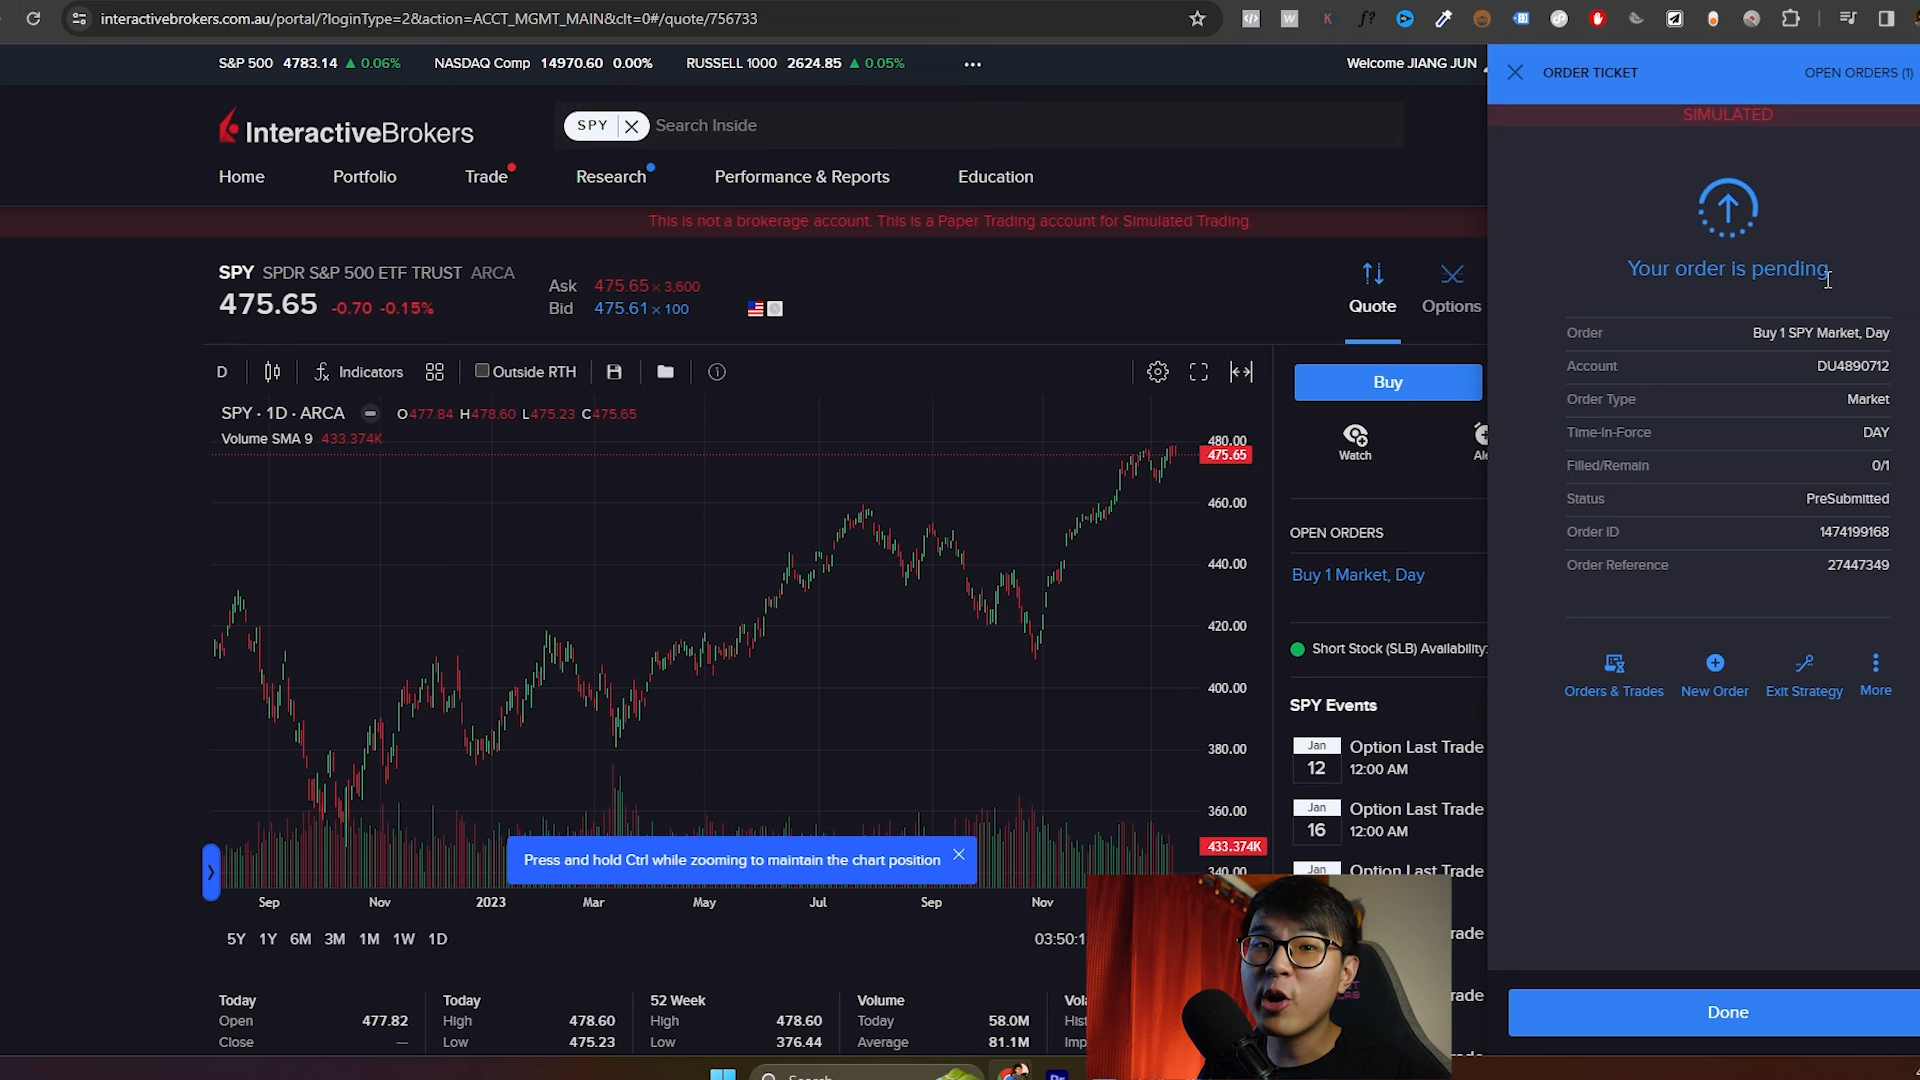 interactivebrokers.com.au/portal/?loginType=2&action=ACCT_MGMT_MAIN&clt=0#/quote/756733
S&P 500 4783.14 ▲ 0.06% NASDAQ Comp 14970.60 0.00% RUSSELL 1000 2624.85 ▲ 0.05% •••
Welcome JIANG JUN
InteractiveBrokers
SPY Search Inside
Home Portfolio Trade Research Performance & Reports Education
This is not a brokerage account. This is a Paper Trading account for Simulated Trading.
SPY SPDR S&P 500 ETF TRUST ARCA
475.65 -0.70 -0.15%
Ask 475.65 × 3,600
Bid 475.61 × 100
Quote Options
D Indicators Outside RTH
SPY · 1D · ARCA O477.84 H478.60 L475.23 C475.65
Volume SMA 9 433.374K
480.00
475.65
460.00
440.00
420.00
400.00
380.00
360.00
433.374K
340.00
Press and hold Ctrl while zooming to maintain the chart position
Sep Nov 2023 Mar May Jul Sep Nov
5Y 1Y 6M 3M 1M 1W 1D
03:50:1
Today
Open 477.82
Close —
Today
High 478.60
Low 475.23
52 Week
High 478.60
Low 376.44
Volume
Today 58.0M
Average 81.1M
Vol
Hist
Imp
Buy
Watch
Ale
OPEN ORDERS
Buy 1 Market, Day
Short Stock (SLB) Availability:
SPY Events
Jan
12
Option Last Trade
12:00 AM
Jan
16
Option Last Trade
12:00 AM
Jan
Option Last Trade
rade
rade
ORDER TICKET OPEN ORDERS (1)
SIMULATED
Your order is pending
Order Buy 1 SPY Market, Day
Account DU4890712
Order Type Market
Time-In-Force DAY
Filled/Remain 0/1
Status PreSubmitted
Order ID 1474199168
Order Reference 27447349
Orders & Trades New Order Exit Strategy More
Done
Search